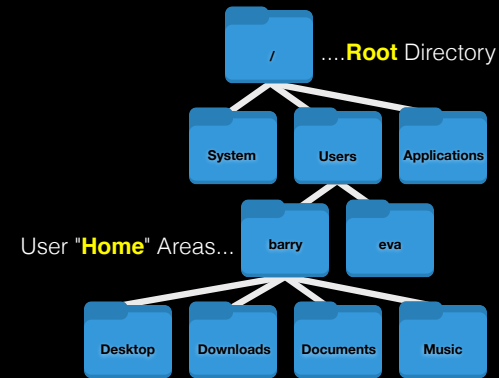 / ....Root Directory
System Users Applications
User "Home" Areas... barry eva
Desktop Downloads Documents Music